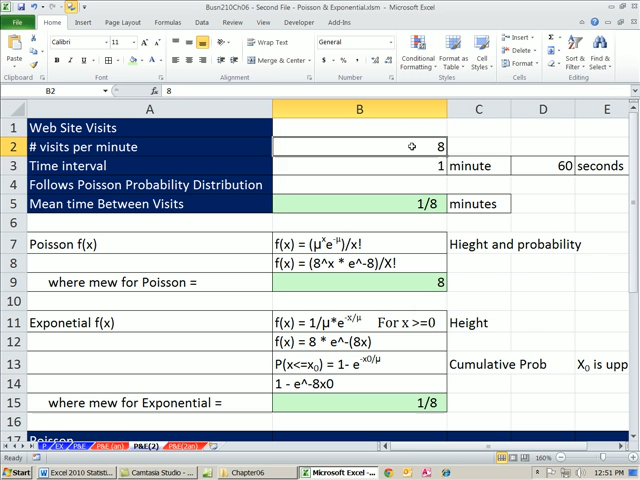 Busn210Ch06 - Second File - Poisson & Exponential.xlsm - Microsoft Excel
File Home Insert Page Layout Formulas Data Review View Developer Add-Ins
Paste Calibri 11 Wrap Text General Conditional Formatting Format as Table Cell Styles Insert Delete Format Sort & Filter Find & Select
Merge & Center
Clipboard Font Alignment Number Styles Cells Editing
B2 fx 8
A B C D E
1 Web Site Visits
2 # visits per minute 8
3 Time interval 1 minute 60 seconds
4 Follows Poisson Probability Distribution
5 Mean time Between Visits 1/8 minutes
6
7 Poisson f(x) f(x) = (μˣe⁻ᵘ)/x! Hieght and probability
8 f(x) = (8^x * e^-8)/X!
9 where mew for Poisson = 8
10
11 Exponetial f(x) f(x) = 1/μ*e^-x/μ For x >=0 Height
12 f(x) = 8 * e^-(8x)
13 P(x<=x₀) = 1- e^-x0/μ Cumulative Prob X₀ is upp
14 1 - e^-8x0
15 where mew for Exponential = 1/8
16
17 Poisson
P EX P&E P&E (an) P&E(2) P&E(2an)
Ready 160%
Start Excel 2010 Statisti... Camtasia Studio - ... Chapter06 Microsoft Excel - ... 12:51 PM